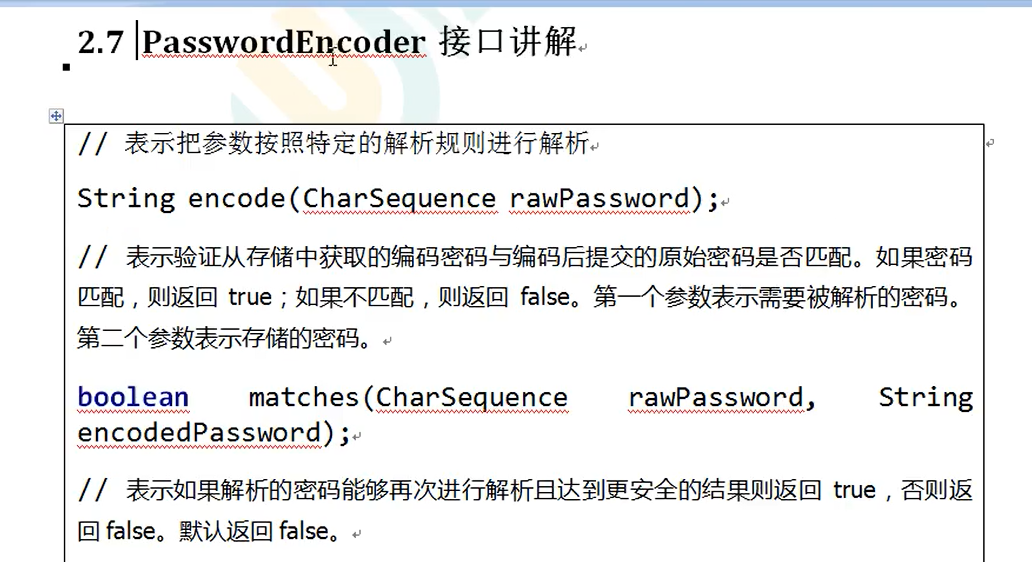 2.7 PasswordEncoder 接口讲解
// 表示把参数按照特定的解析规则进行解析
String encode(CharSequence rawPassword);
// 表示验证从存储中获取的编码密码与编码后提交的原始密码是否匹配。如果密码
匹配，则返回 true；如果不匹配，则返回 false。第一个参数表示需要被解析的密码。
第二个参数表示存储的密码。
boolean matches(CharSequence rawPassword, String
encodedPassword);
// 表示如果解析的密码能够再次进行解析且达到更安全的结果则返回 true，否则返
回 false。默认返回 false。